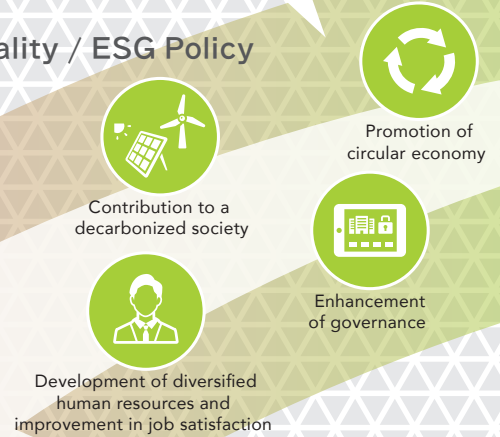 ality / ESG Policy
Promotion of
circular economy
Contribution to a
decarbonized society
Enhancement
of governance
Development of diversified
human resources and
improvement in job satisfaction